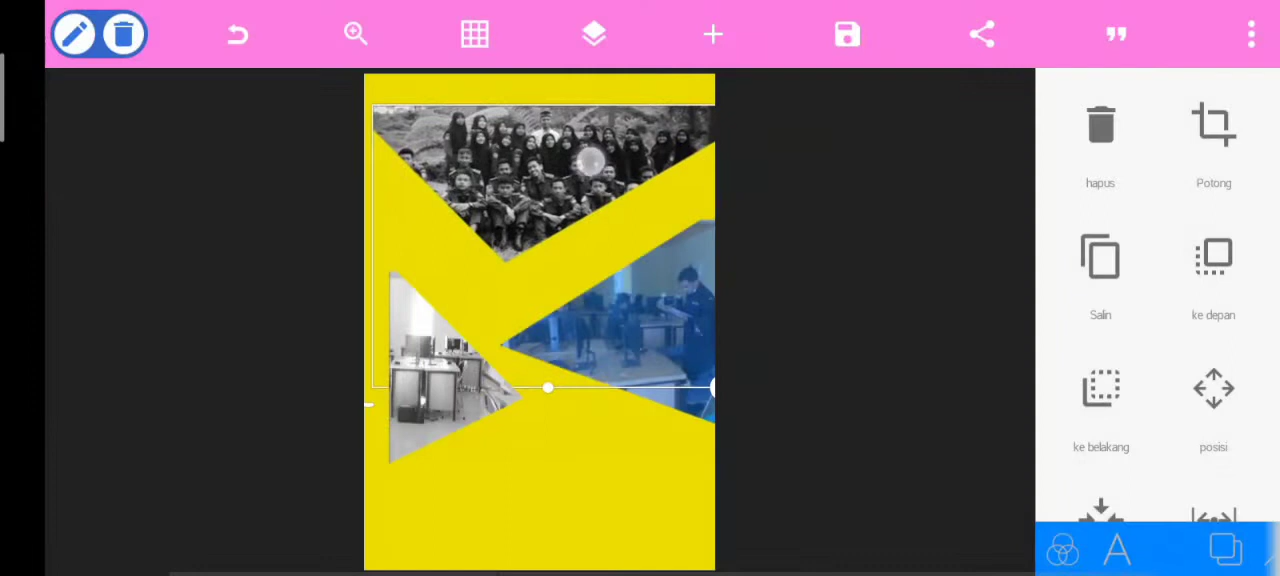 hapus Potong
Salin ke depan
ke belakang posisi
A